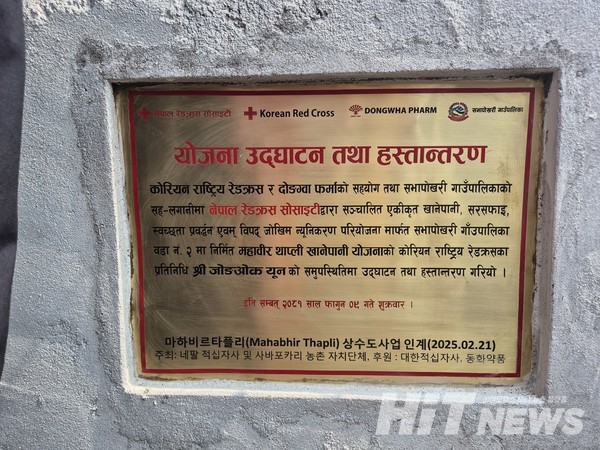 नेपाल रेडक्रस सोसाइटी Korean Red Cross DONGWHA PHARM सभापोखरी गाउँपालिका
योजना उद्घाटन तथा हस्तान्तरण
कोरियन राष्ट्रिय रेडक्रस र दोङग्वा फर्माको सहयोग तथा सभापोखरी गाउँपालिकाको
सह-लगानीमा नेपाल रेडक्रस सोसाइटीद्वारा सञ्चालित एकीकृत खानेपानी, सरसफाइ,
स्वच्छता प्रवर्द्धन एवम् विपद् जोखिम न्यूनिकरण परियोजना मार्फत सभापोखरी गाउँपालिका
वडा नं. २ मा निर्मित महावीर थाप्ली खानेपानी योजनाको कोरियन राष्ट्रिय रेडक्रसका
प्रतिनिधि श्री जोङओक यून को समुपस्थितिमा उद्घाटन तथा हस्तान्तरण गरियो ।
इति सम्बत् २०८१ साल फागुन ०९ गते शुक्रवार ।
마하비르타플리(Mahabhir Thapli) 상수도사업 인계(2025.02.21)
주최: 네팔 적십자사 및 사바포카리 농촌 자치단체, 후원 : 대한적십자사, 동화약품
HiT NEWS